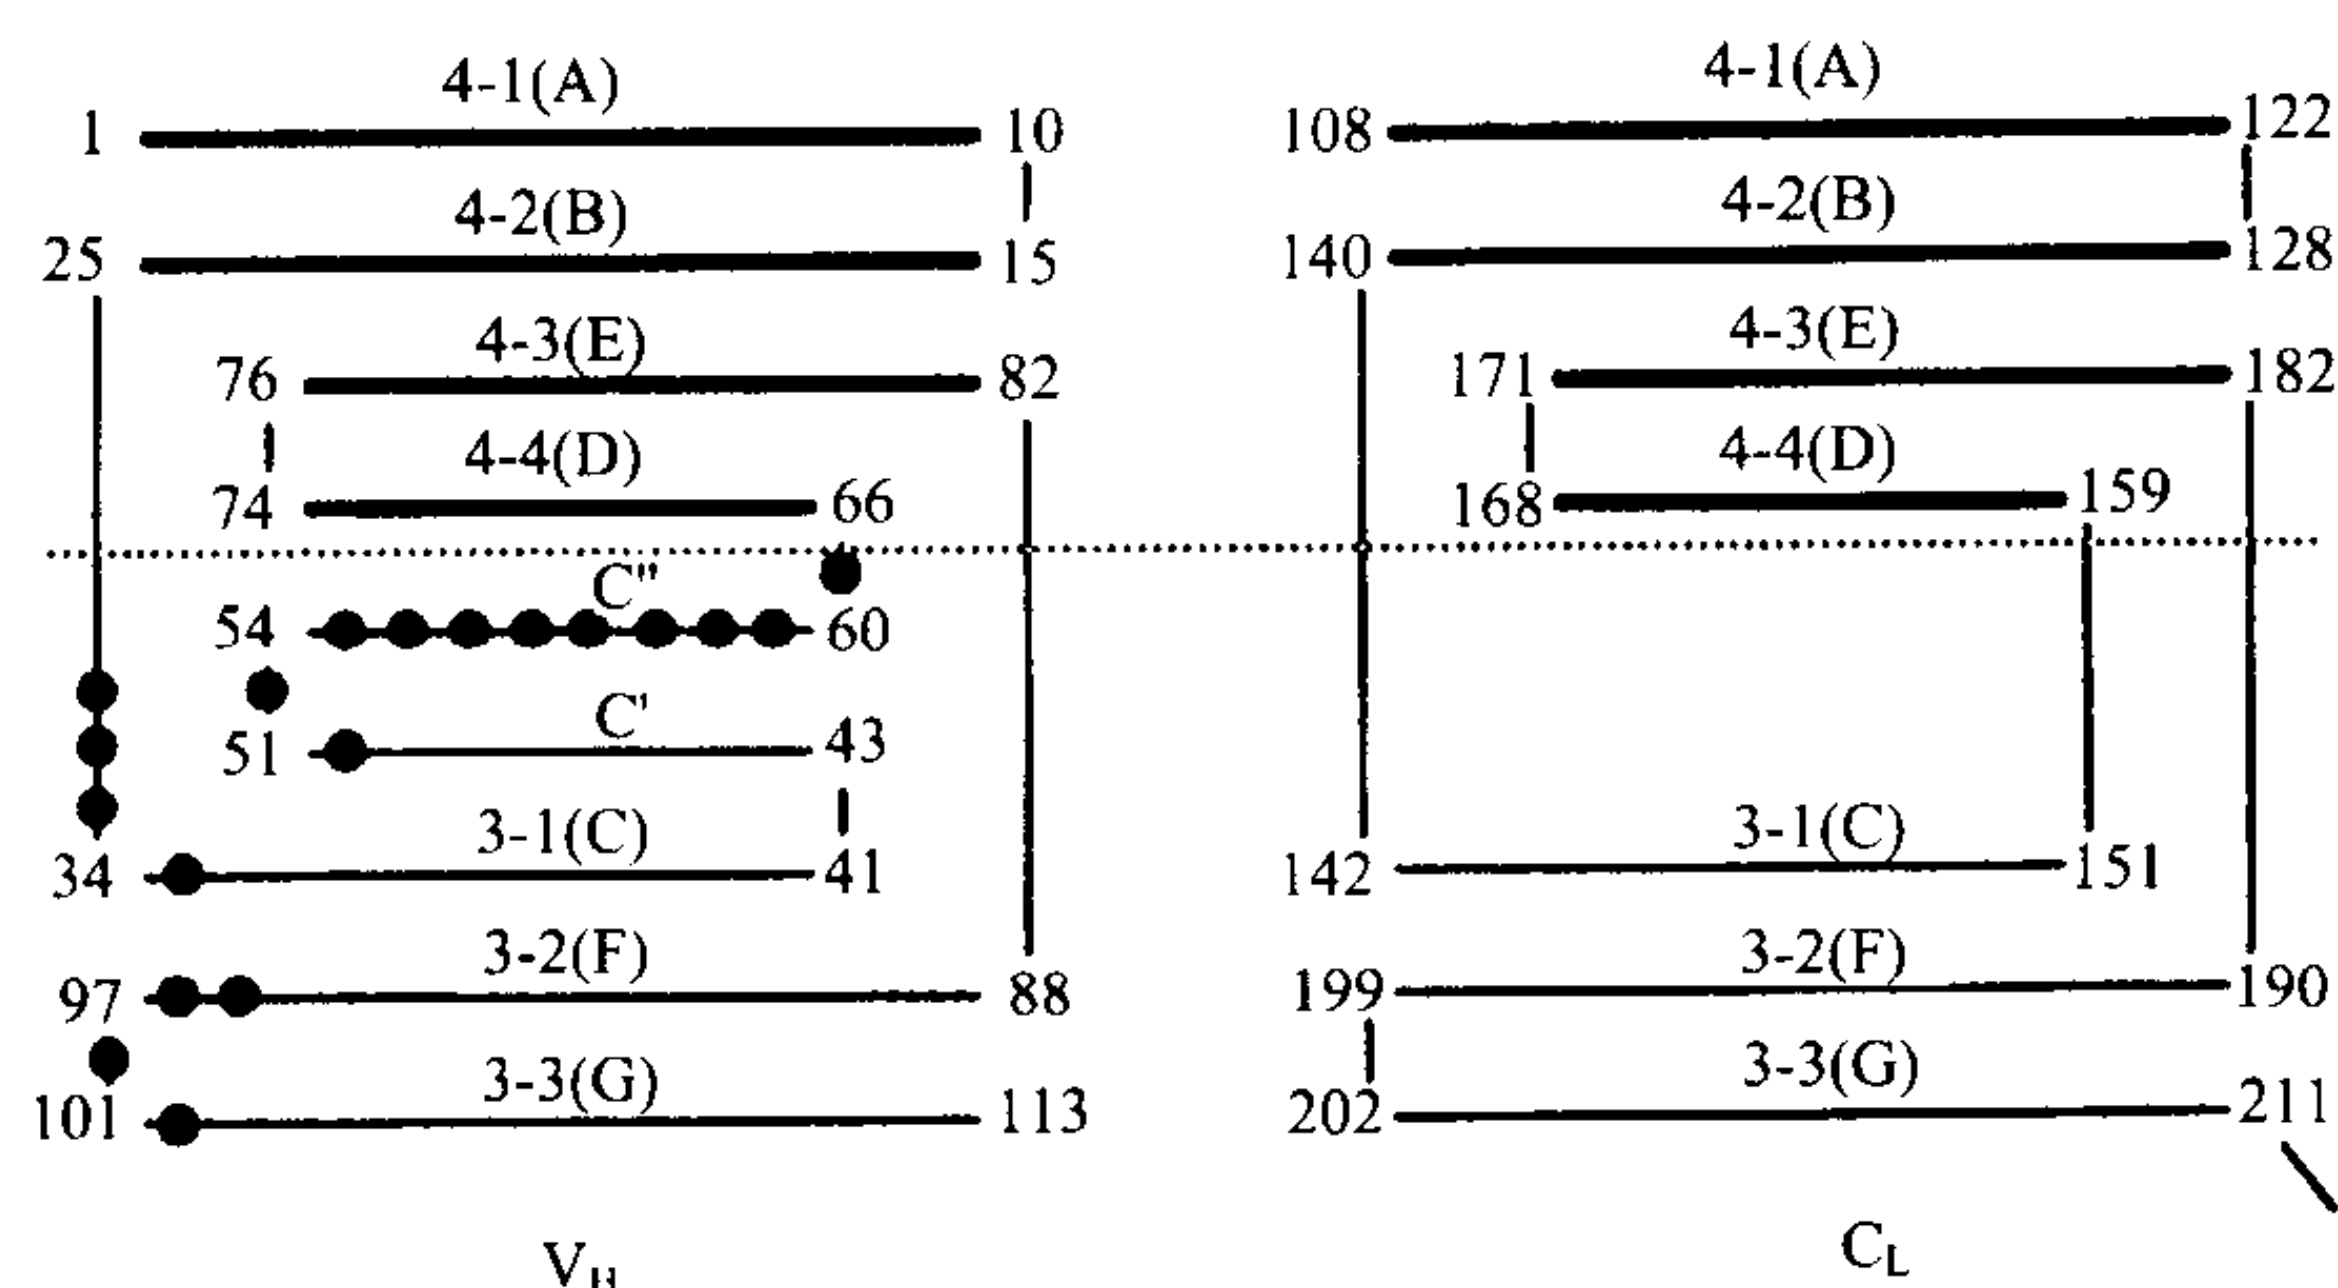 4-1(A) 4-1(A)
1 10 108 122
4-2(B) 4-2(B)
25 15 140 128
4-3(E) 4-3(E)
76 82 171 182
4-4(D) 4-4(D)
74 66 168 159
C"
54 60
C'
51 43
3-1(C) 3-1(C)
34 41 142 151
3-2(F) 3-2(F)
97 88 199 190
3-3(G) 3-3(G)
101 113 202 211
V_H C_L